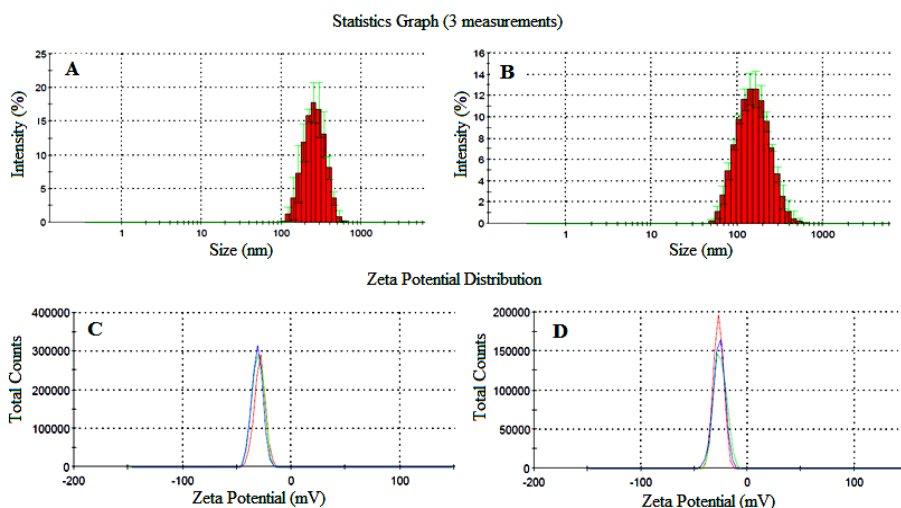 Statistics Graph (3 measurements)
A
25
20
15
10
5
0
Intensity (%)
1 10 100 1000
Size (nm)
B
16
14
12
10
8
6
4
2
0
Intensity (%)
1 10 100 1000
Size (nm)
Zeta Potential Distribution
C
400000
300000
200000
100000
0
Total Counts
-200 -100 0 100
Zeta Potential (mV)
D
200000
150000
100000
50000
0
Total Counts
-200 -100 0 100
Zeta Potential (mV)